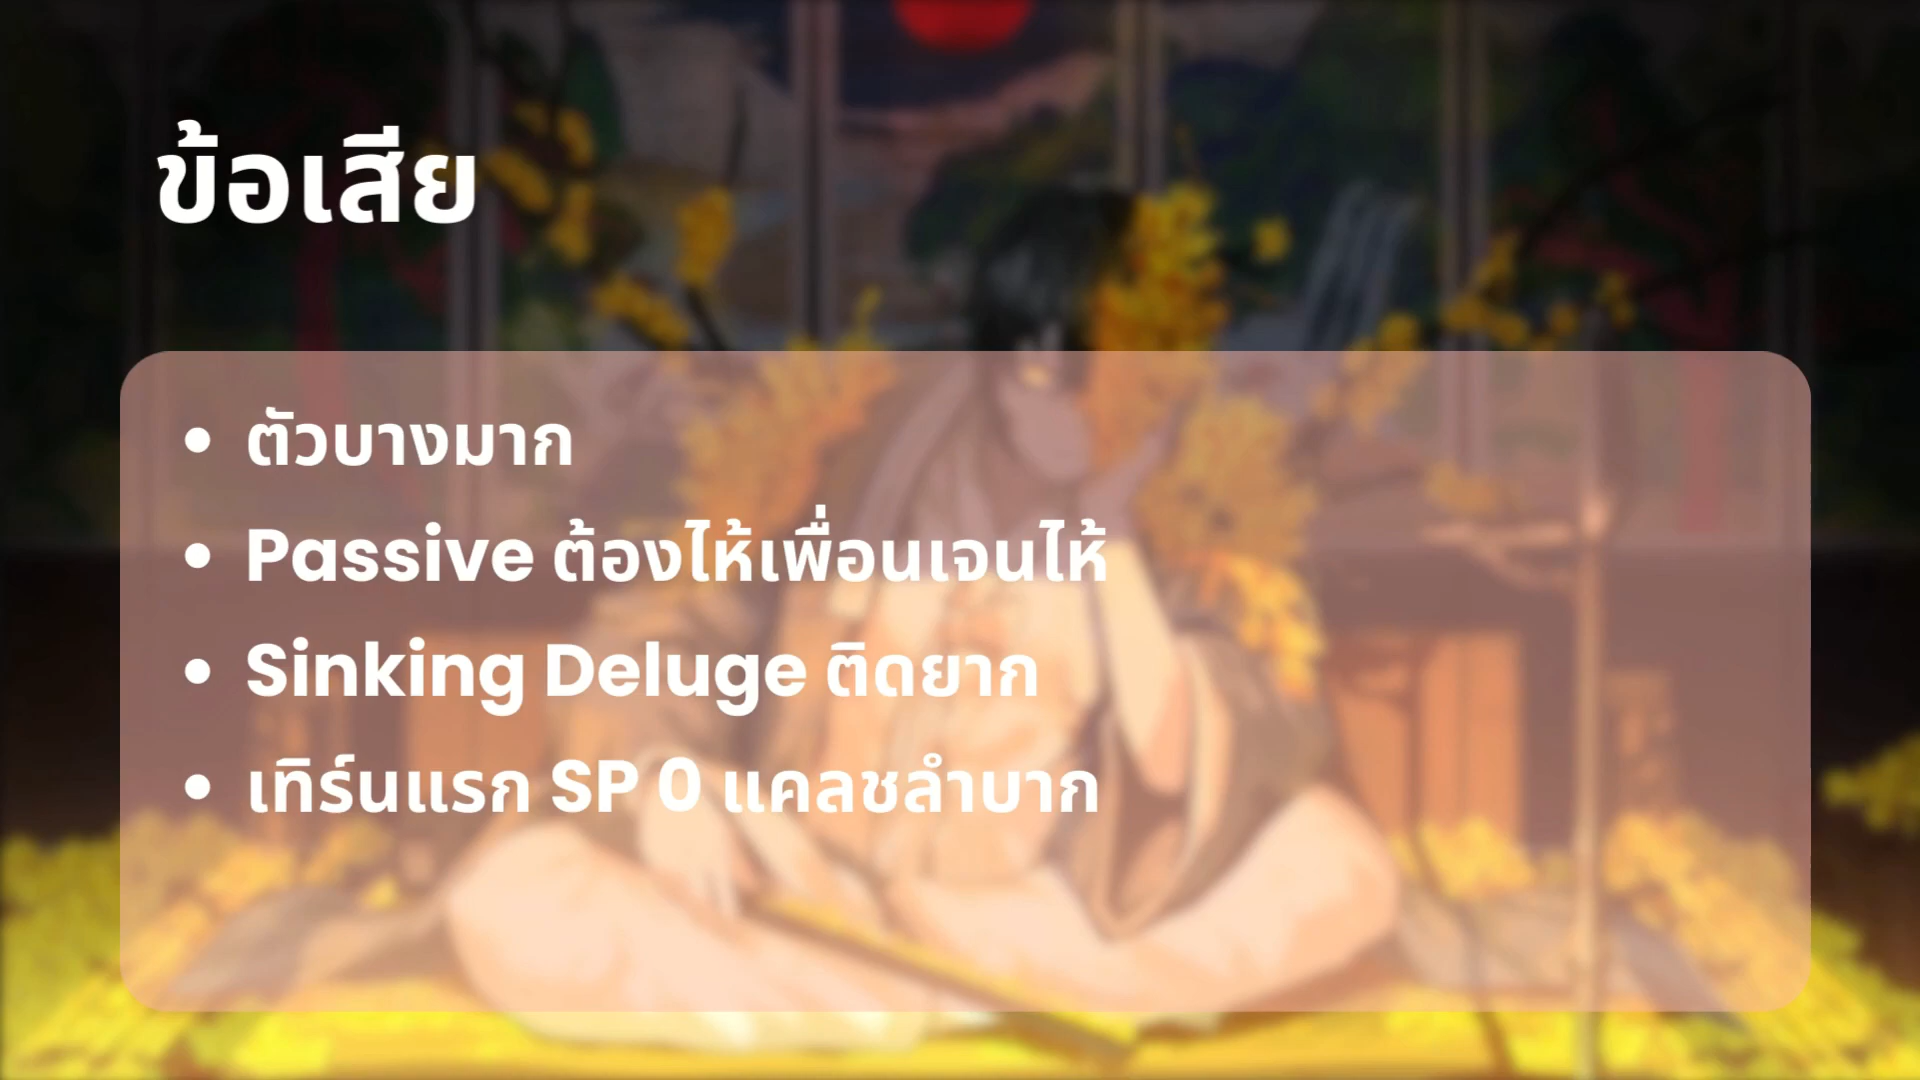 ข้อเสีย
• ตัวบางมาก
• Passive ต้องไห้เพื่อนเจนไห้
• Sinking Deluge ติดยาก
• เทิร์นแรก SP 0 แคลชลำบาก